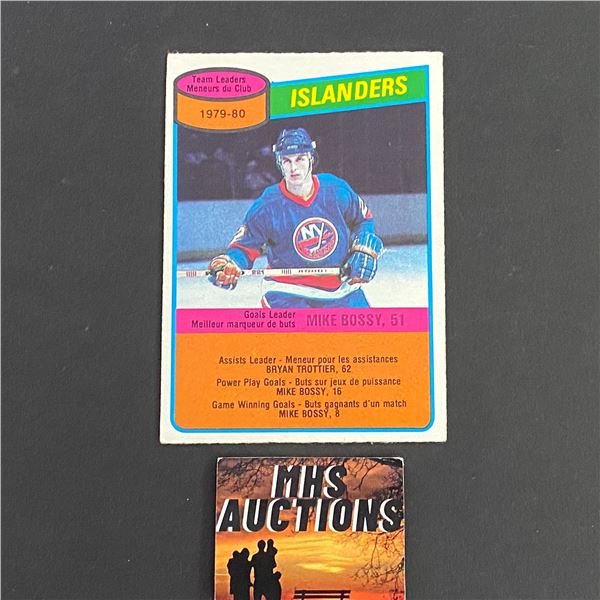 Team Leaders
Meneurs du Club
1979-80
ISLANDERS
NY
Goals Leader
Meilleur marqueur de buts
MIKE BOSSY, 51
Assists Leader - Meneur pour les assistances
BRYAN TROTTIER, 62
Power Play Goals - Buts sur jeux de puissance
MIKE BOSSY, 16
Game Winning Goals - Buts gagnants d'un match
MIKE BOSSY, 8
MHS
AUCTIONS